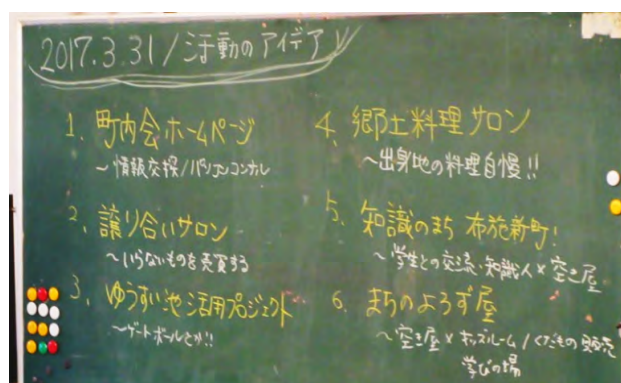 2017.3.31/活動のアイデア
1、町内会ホームページ
~情報交換/パソコンコンサル
2、譲り合いサロン
~いらないものを売買する
3、ゆうすい池活用プロジェクト
~ゲートボールとか!!
4、郷土料理サロン
~出身地の料理自慢!!
5、知識のまち 布施新町!
~学生との交流・知識人×空き屋
6、まちのよろず屋
~空き屋×キッズルーム/くだもの販売
学びの場